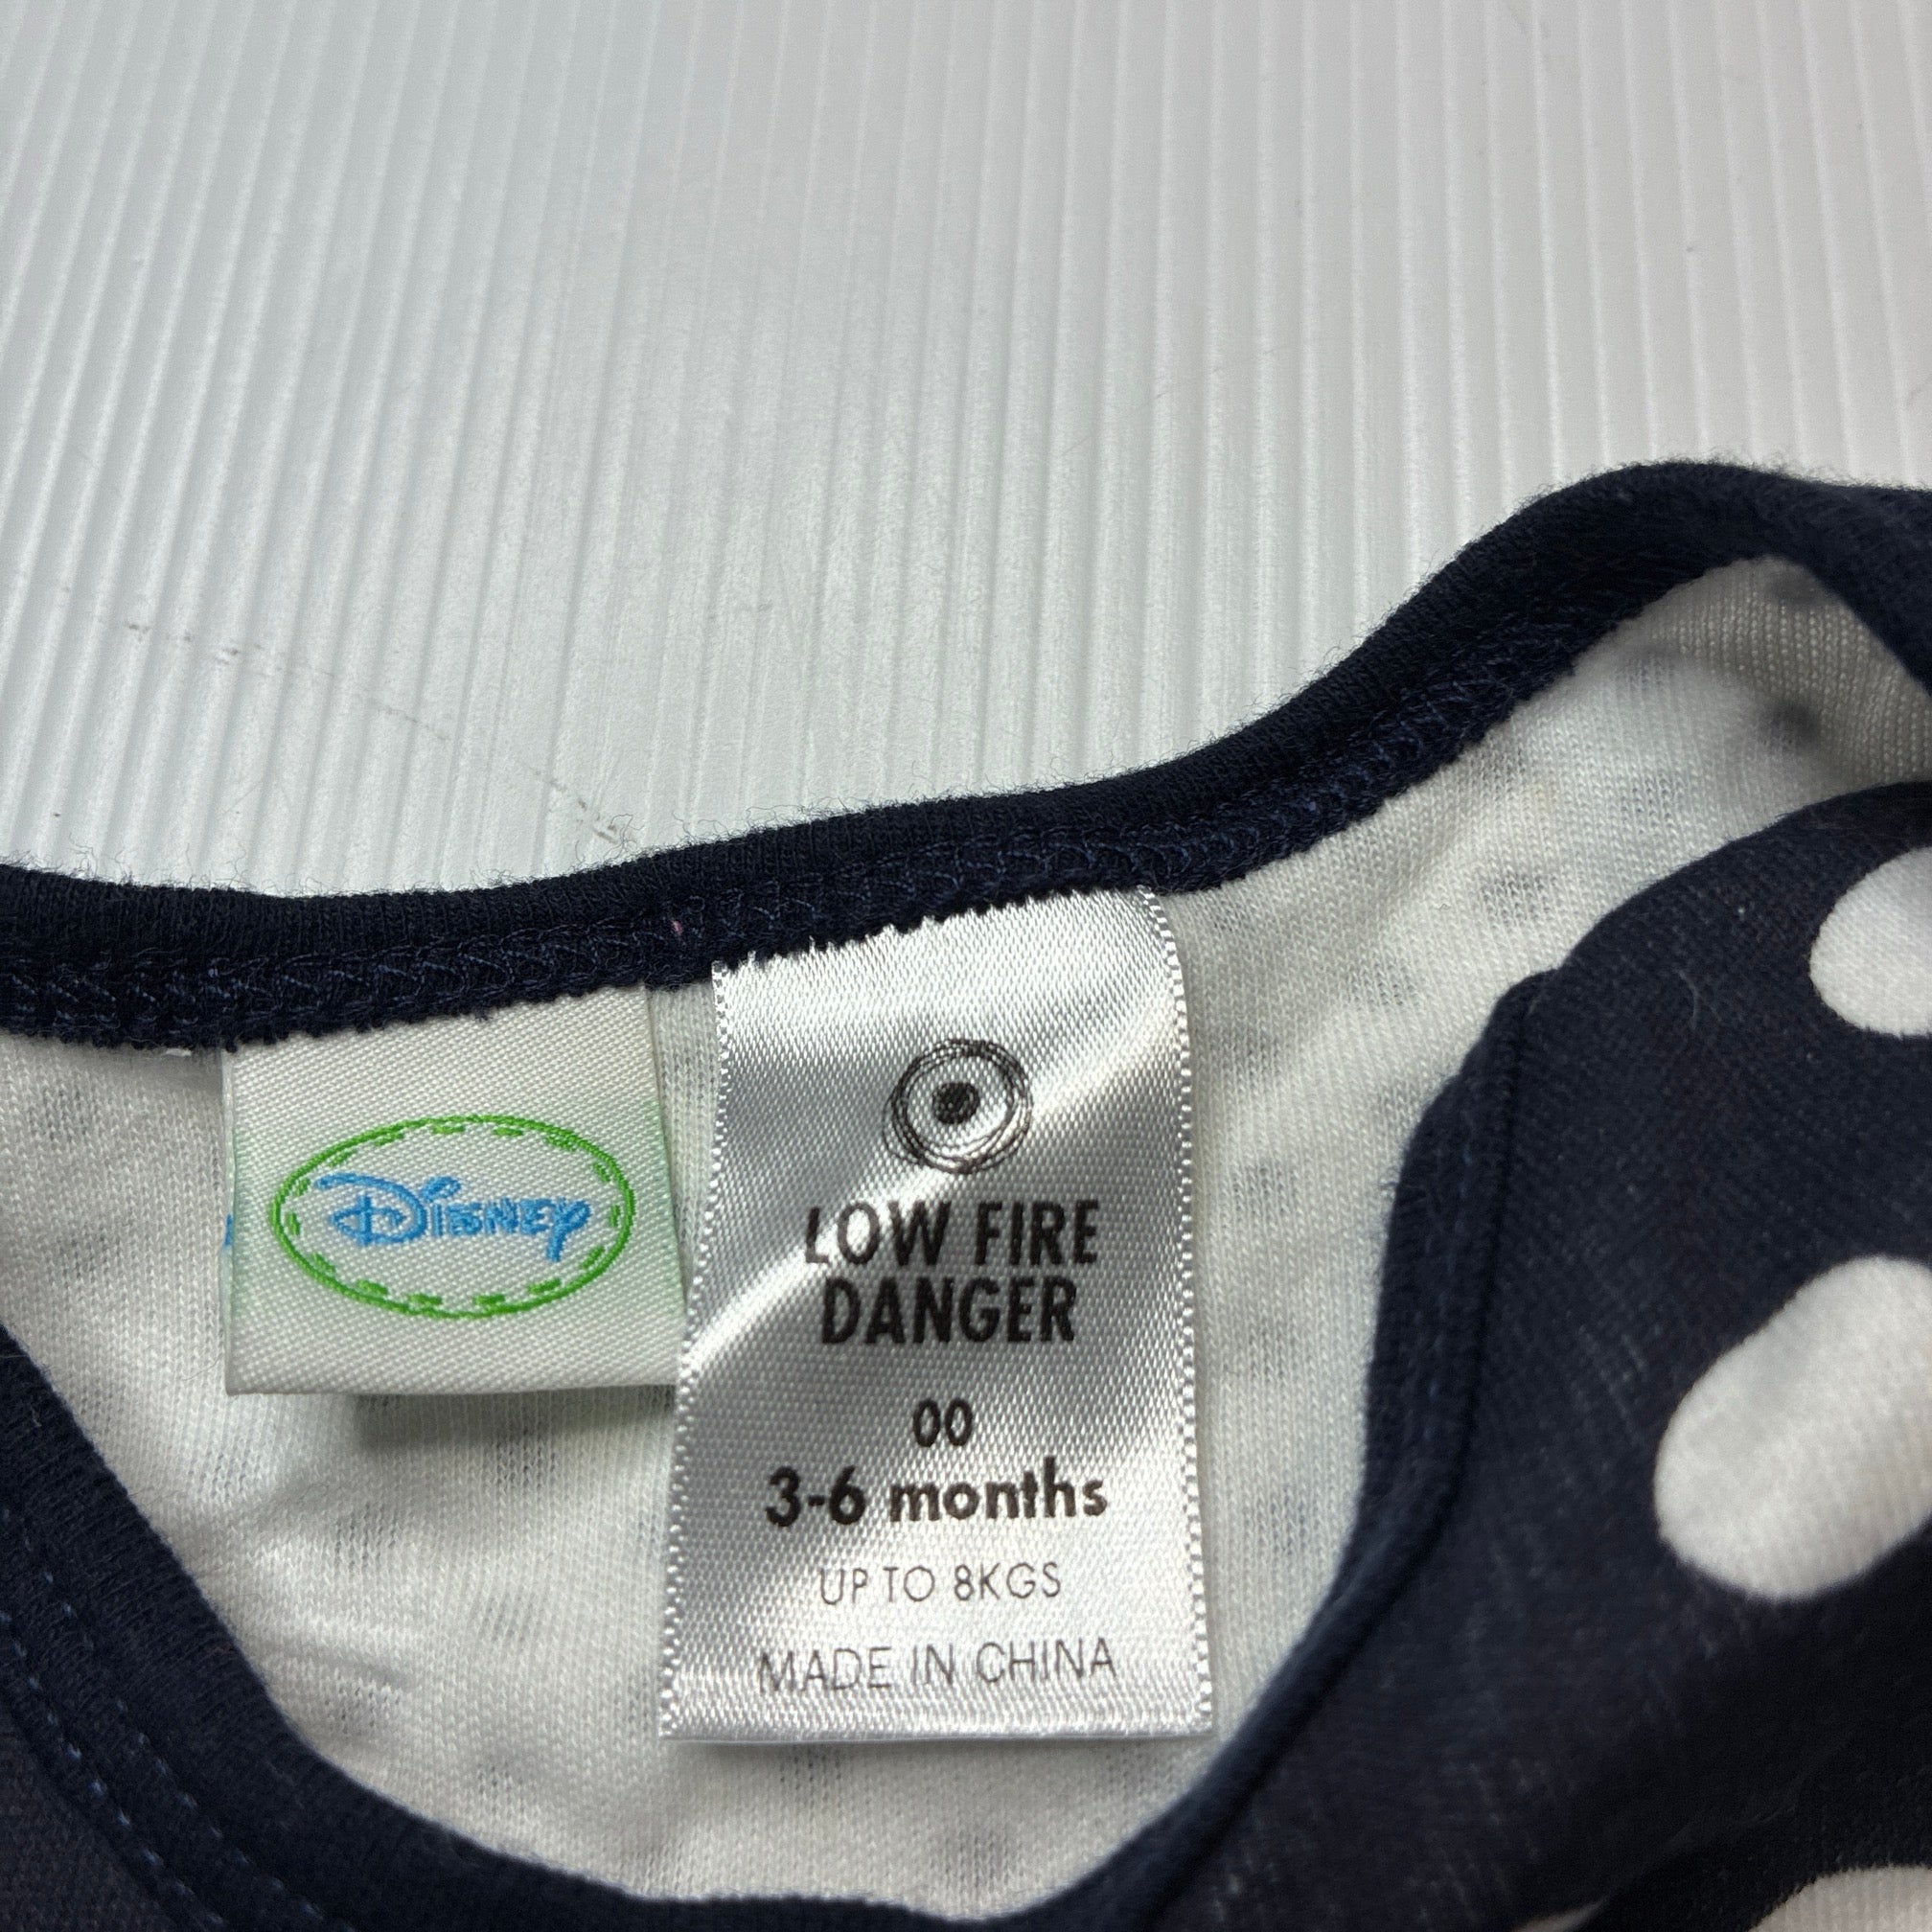 Disney
LOW FIRE
DANGER
00
3-6 months
UP TO 8KGS
MADE IN CHINA